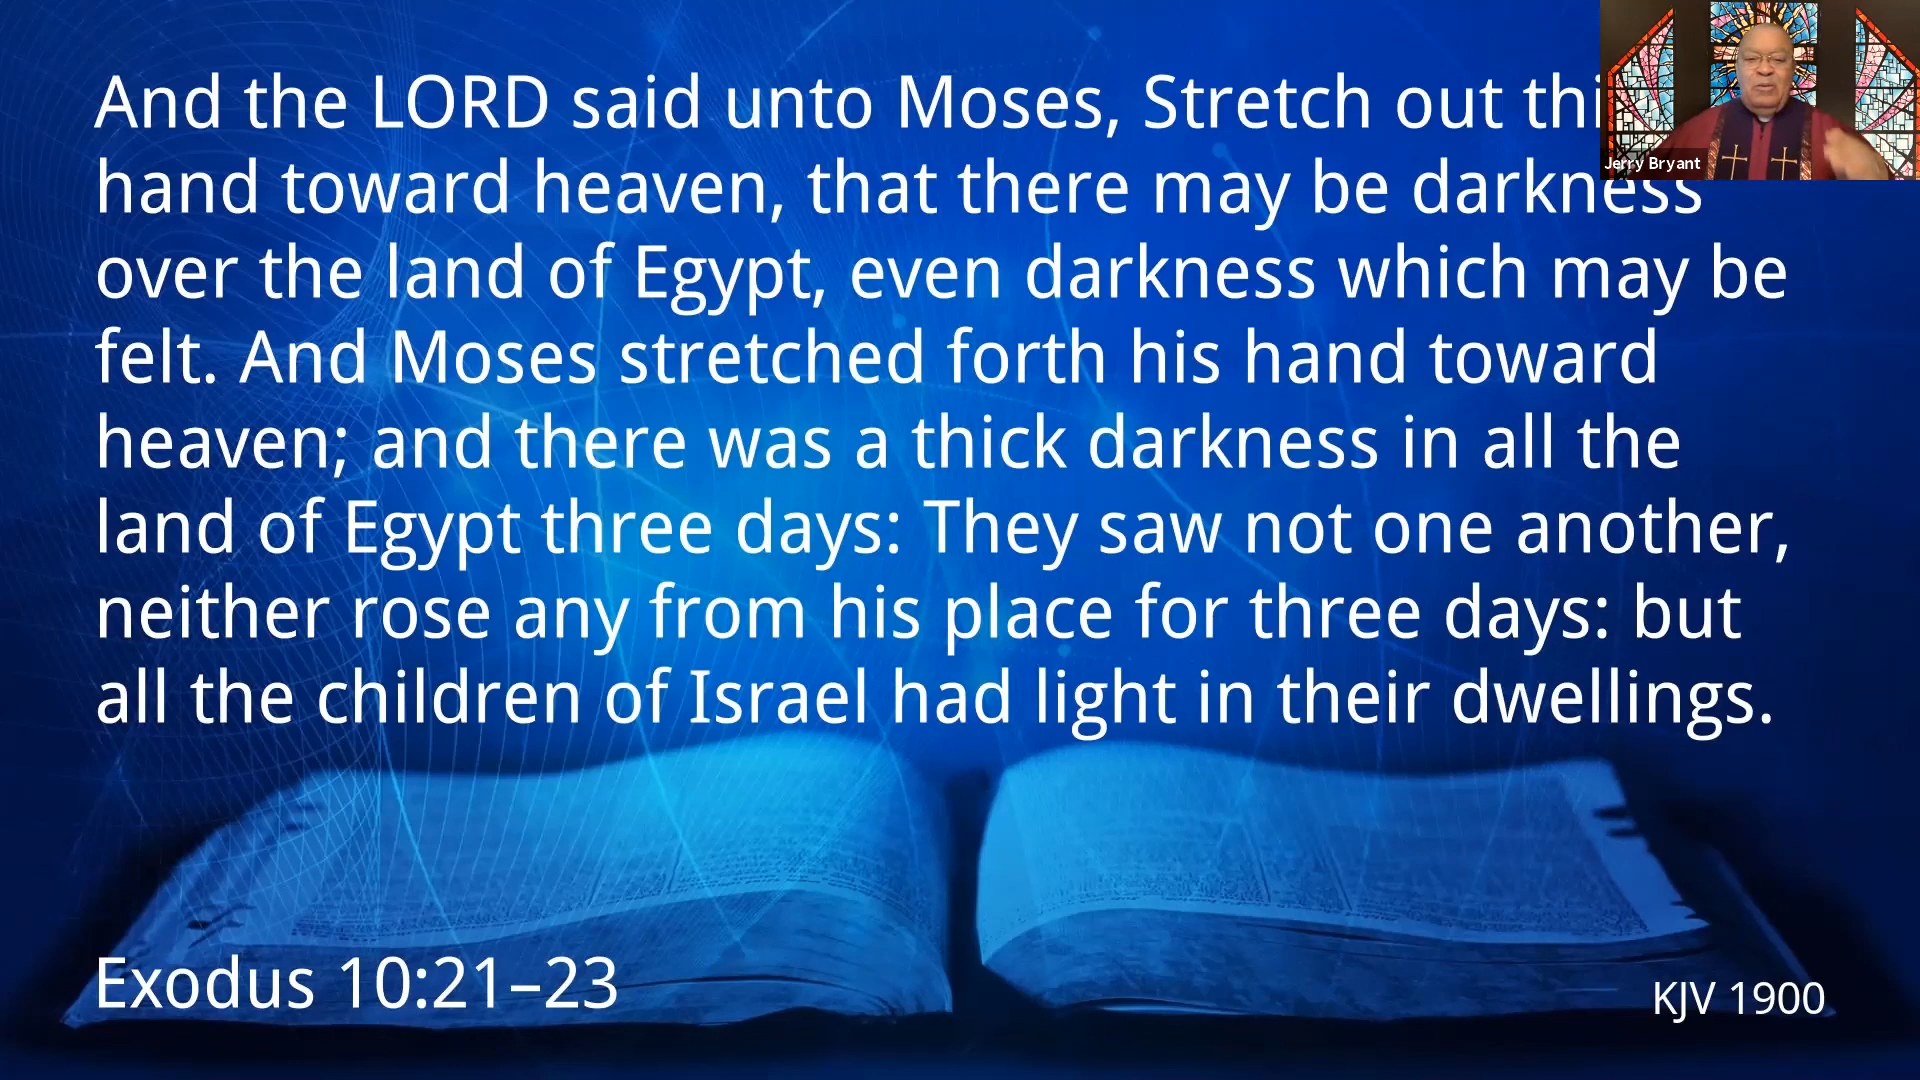 And the LORD said unto Moses, Stretch out
hand toward heaven, that there may be darkness
over the land of Egypt, even darkness which may be
felt. And Moses stretched forth his hand toward
heaven; and there was a thick darkness in all the
land of Egypt three days: They saw not one another,
neither rose any from his place for three days: but
all the children of Israel had light in their dwellings.
Exodus 10:21–23
KJV 1900
Jerry Bryant